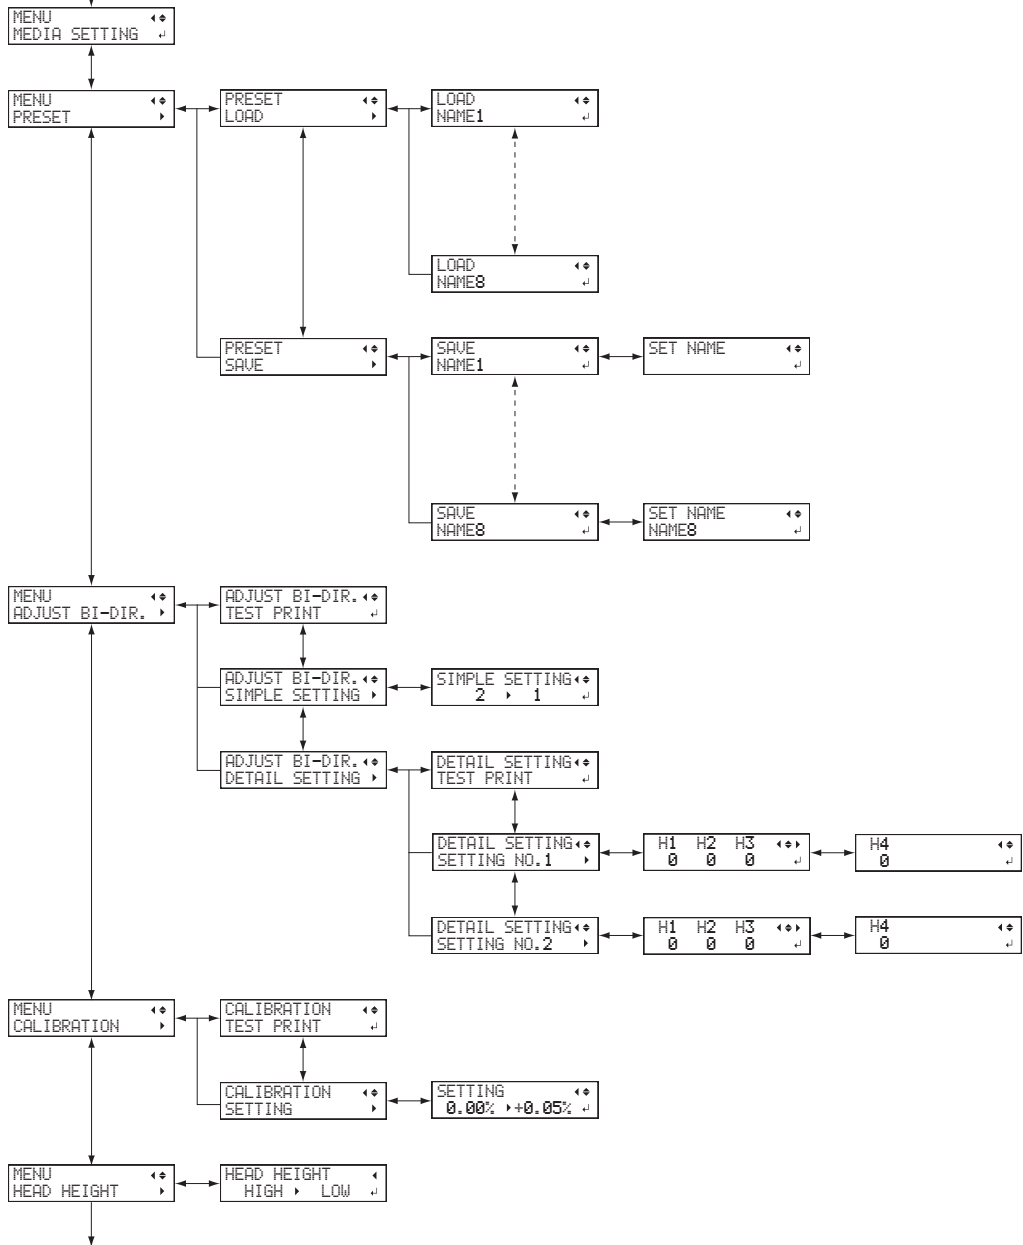 MENU
MEDIA SETTING
MENU
PRESET
PRESET
LOAD
LOAD
NAME1
LOAD
NAME8
PRESET
SAVE
SAVE
NAME1
SET NAME
SAVE
NAME8
SET NAME
NAME8
MENU
ADJUST BI-DIR.
ADJUST BI-DIR.
TEST PRINT
ADJUST BI-DIR.
SIMPLE SETTING
SIMPLE SETTING
2 1
ADJUST BI-DIR.
DETAIL SETTING
DETAIL SETTING
TEST PRINT
DETAIL SETTING
SETTING NO.1
H1 H2 H3
0 0 0
H4
0
DETAIL SETTING
SETTING NO.2
H1 H2 H3
0 0 0
H4
0
MENU
CALIBRATION
CALIBRATION
TEST PRINT
CALIBRATION
SETTING
SETTING
0.00% +0.05%
MENU
HEAD HEIGHT
HEAD HEIGHT
HIGH LOW